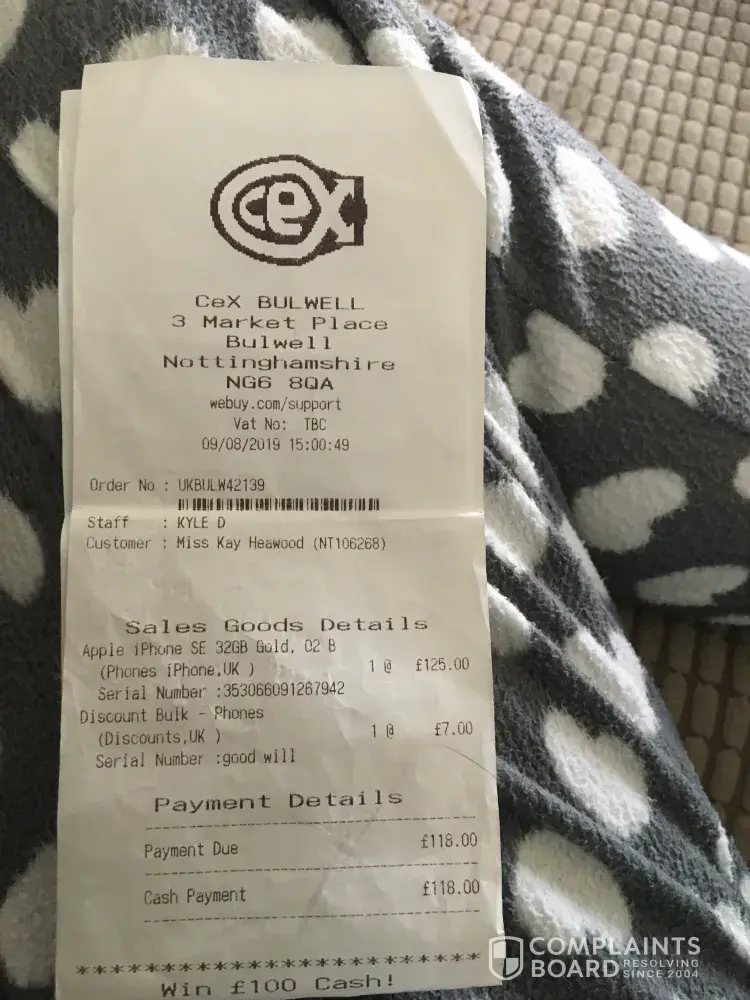 CeX
CeX BULWELL
3 Market Place
Bulwell
Nottinghamshire
NG6 8QA
webuy.com/support
Vat No: TBC
09/08/2019 15:00:49
Order No : UKBULW42139
Staff : KYLE D
Customer : Miss Kay Heawood (NT106268)
Sales Goods Details
Apple iPhone SE 32GB Gold, O2 B
(Phones iPhone,UK ) 1 @ £125.00
Serial Number :353066091267942
Discount Bulk - Phones
(Discounts,UK ) 1 @ £7.00
Serial Number :good will
Payment Details
Payment Due £118.00
Cash Payment £118.00
************************
Win £100 Cash!
COMPLAINTS
BOARD RESOLVING
SINCE 2004